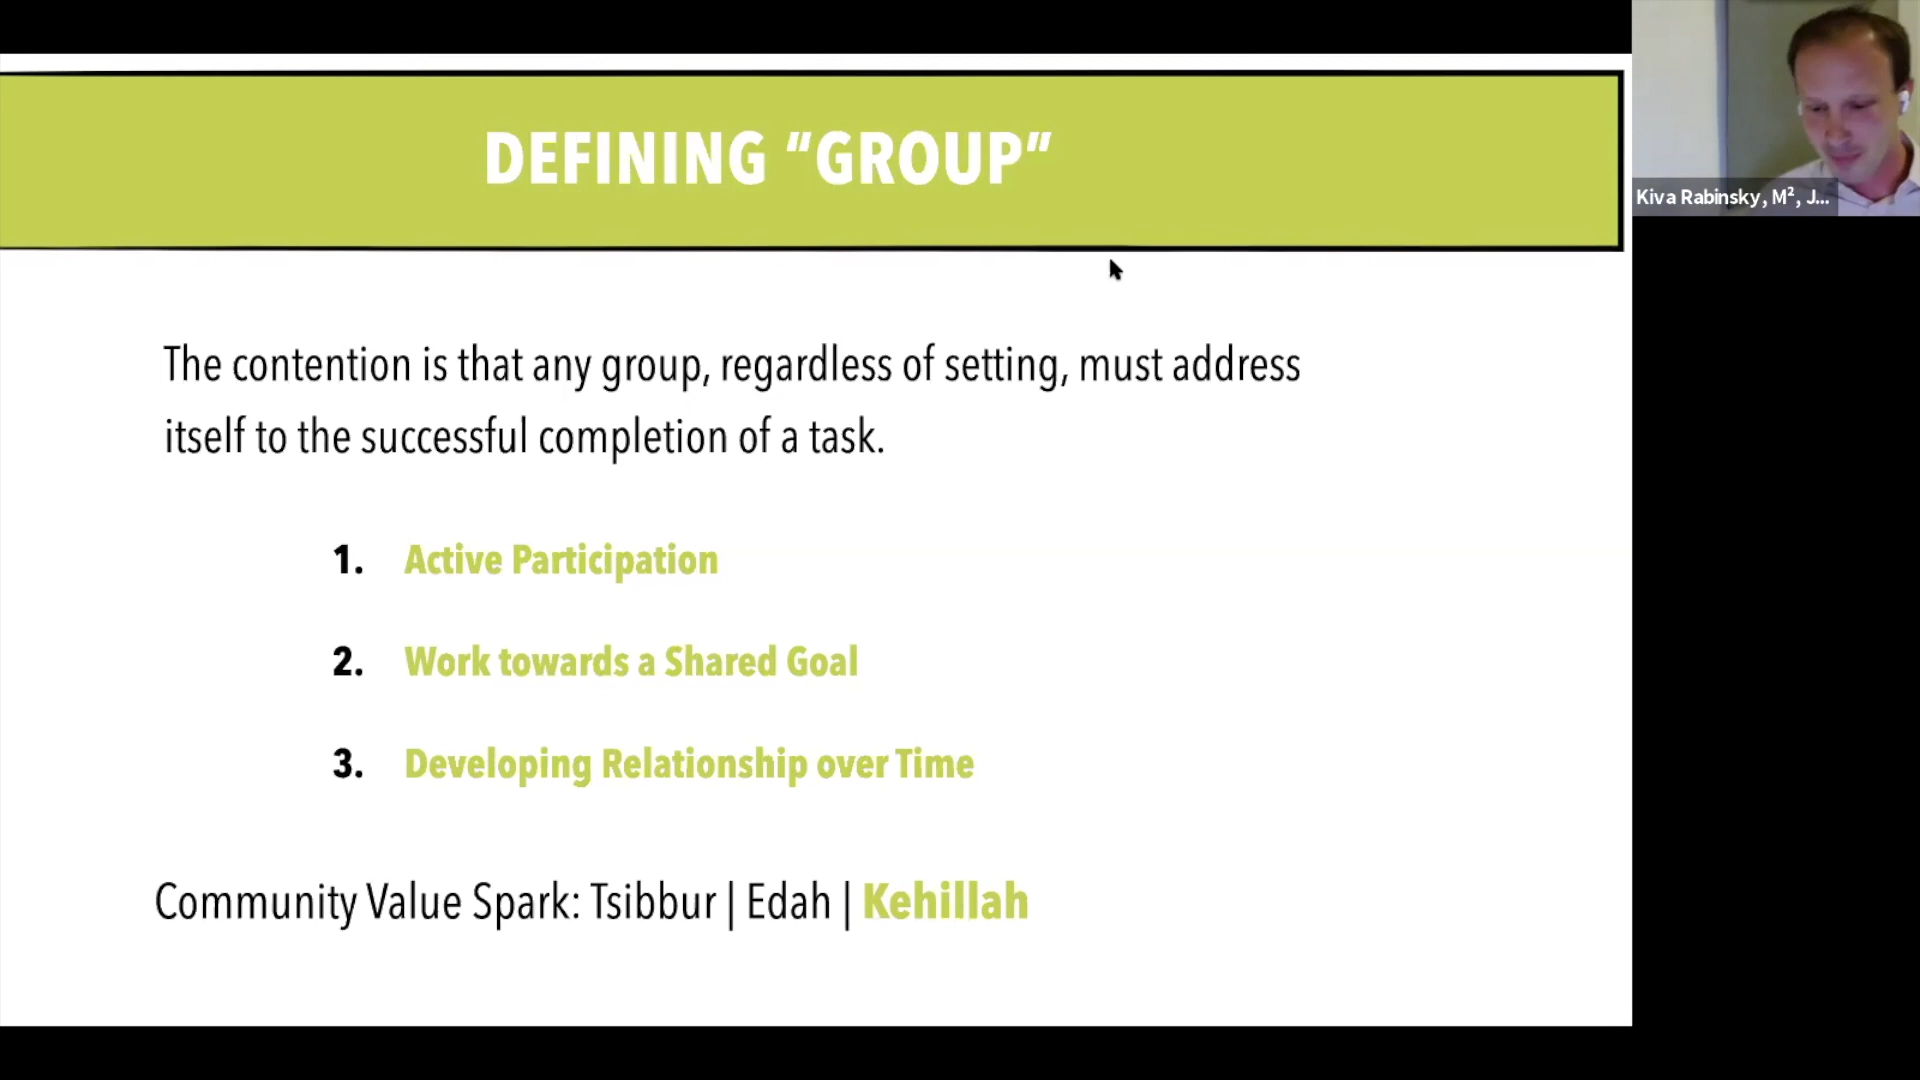 DEFINING "GROUP"
Kiva Rabinsky, M², J...
The contention is that any group, regardless of setting, must address
itself to the successful completion of a task.
1. Active Participation
2. Work towards a Shared Goal
3. Developing Relationship over Time
Community Value Spark: Tsibbur | Edah | Kehillah